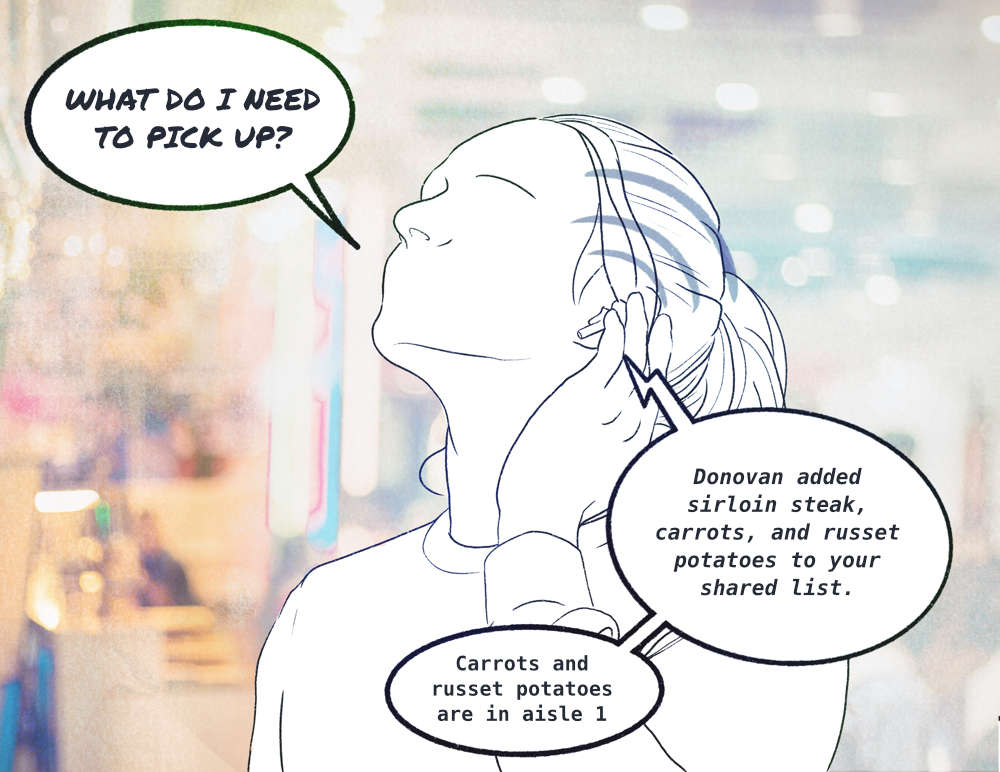 WHAT DO I NEED
TO PICK UP?
Donovan added
sirloin steak,
carrots, and russet
potatoes to your
shared list.
Carrots and
russet potatoes
are in aisle 1